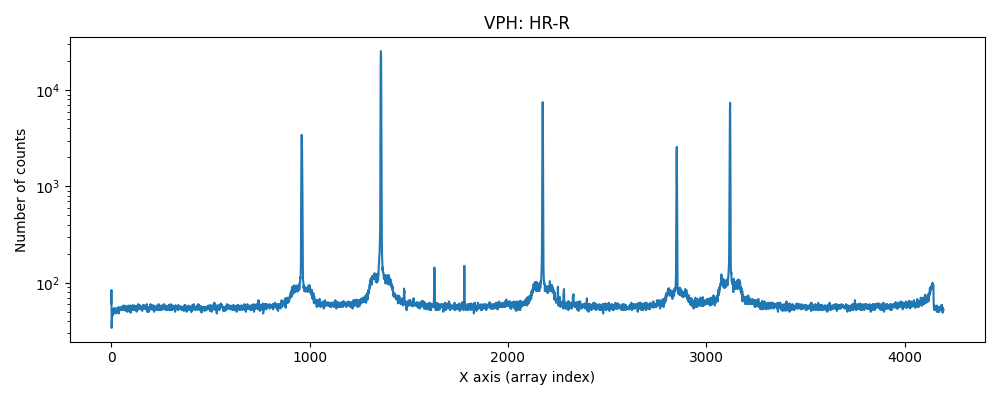 VPH: HR-R
Number of counts
10^4
10^3
10^2
0 1000 2000 3000 4000
X axis (array index)